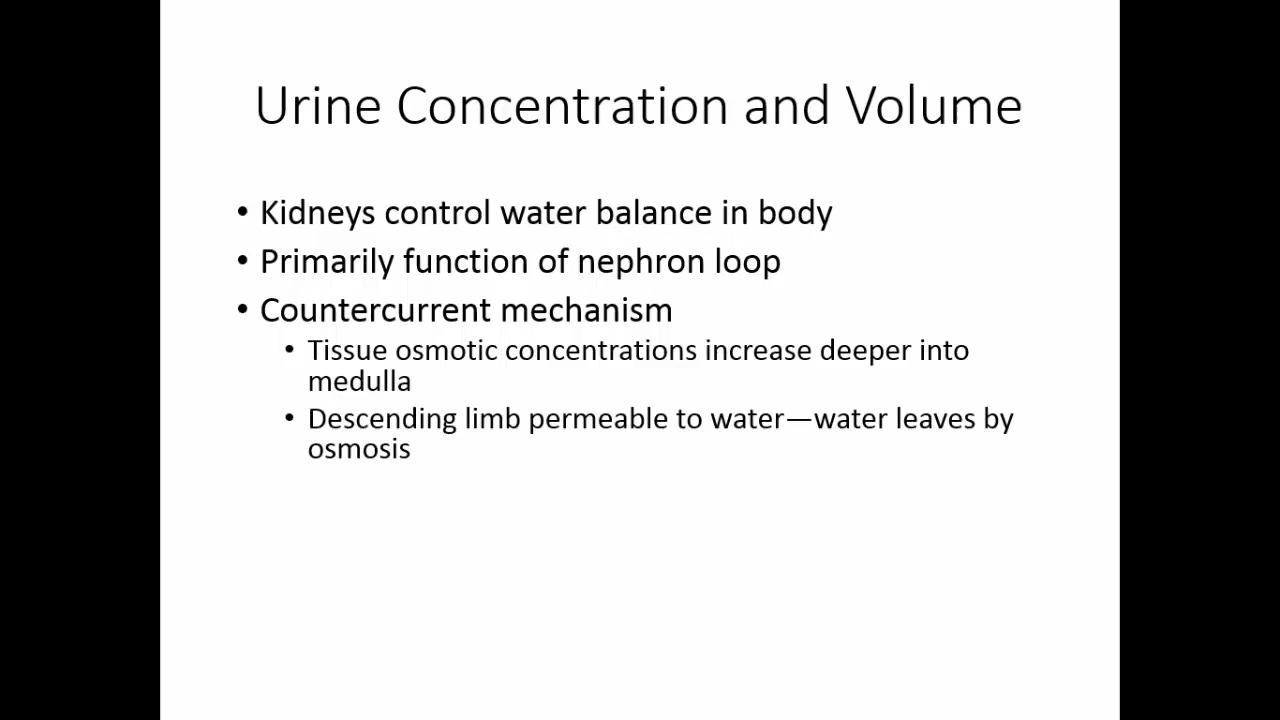 Urine Concentration and Volume
• Kidneys control water balance in body
• Primarily function of nephron loop
• Countercurrent mechanism
• Tissue osmotic concentrations increase deeper into
medulla
• Descending limb permeable to water—water leaves by
osmosis